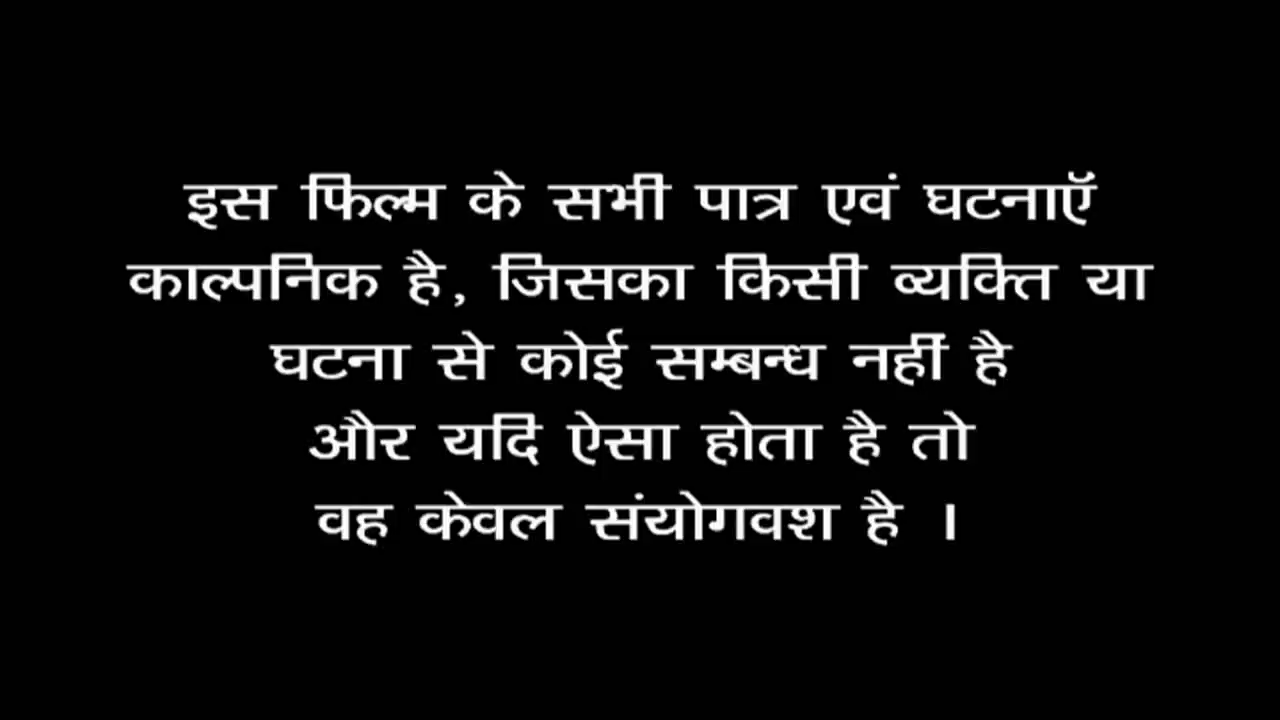 इस फिल्म के सभी पात्र एवं घटनाएॅ
काल्पनिक है, जिसका किसी व्यक्ति या
घटना से कोई सम्बन्ध नहीं है
और यदि ऐसा होता है तो
वह केवल संयोगवश है ।